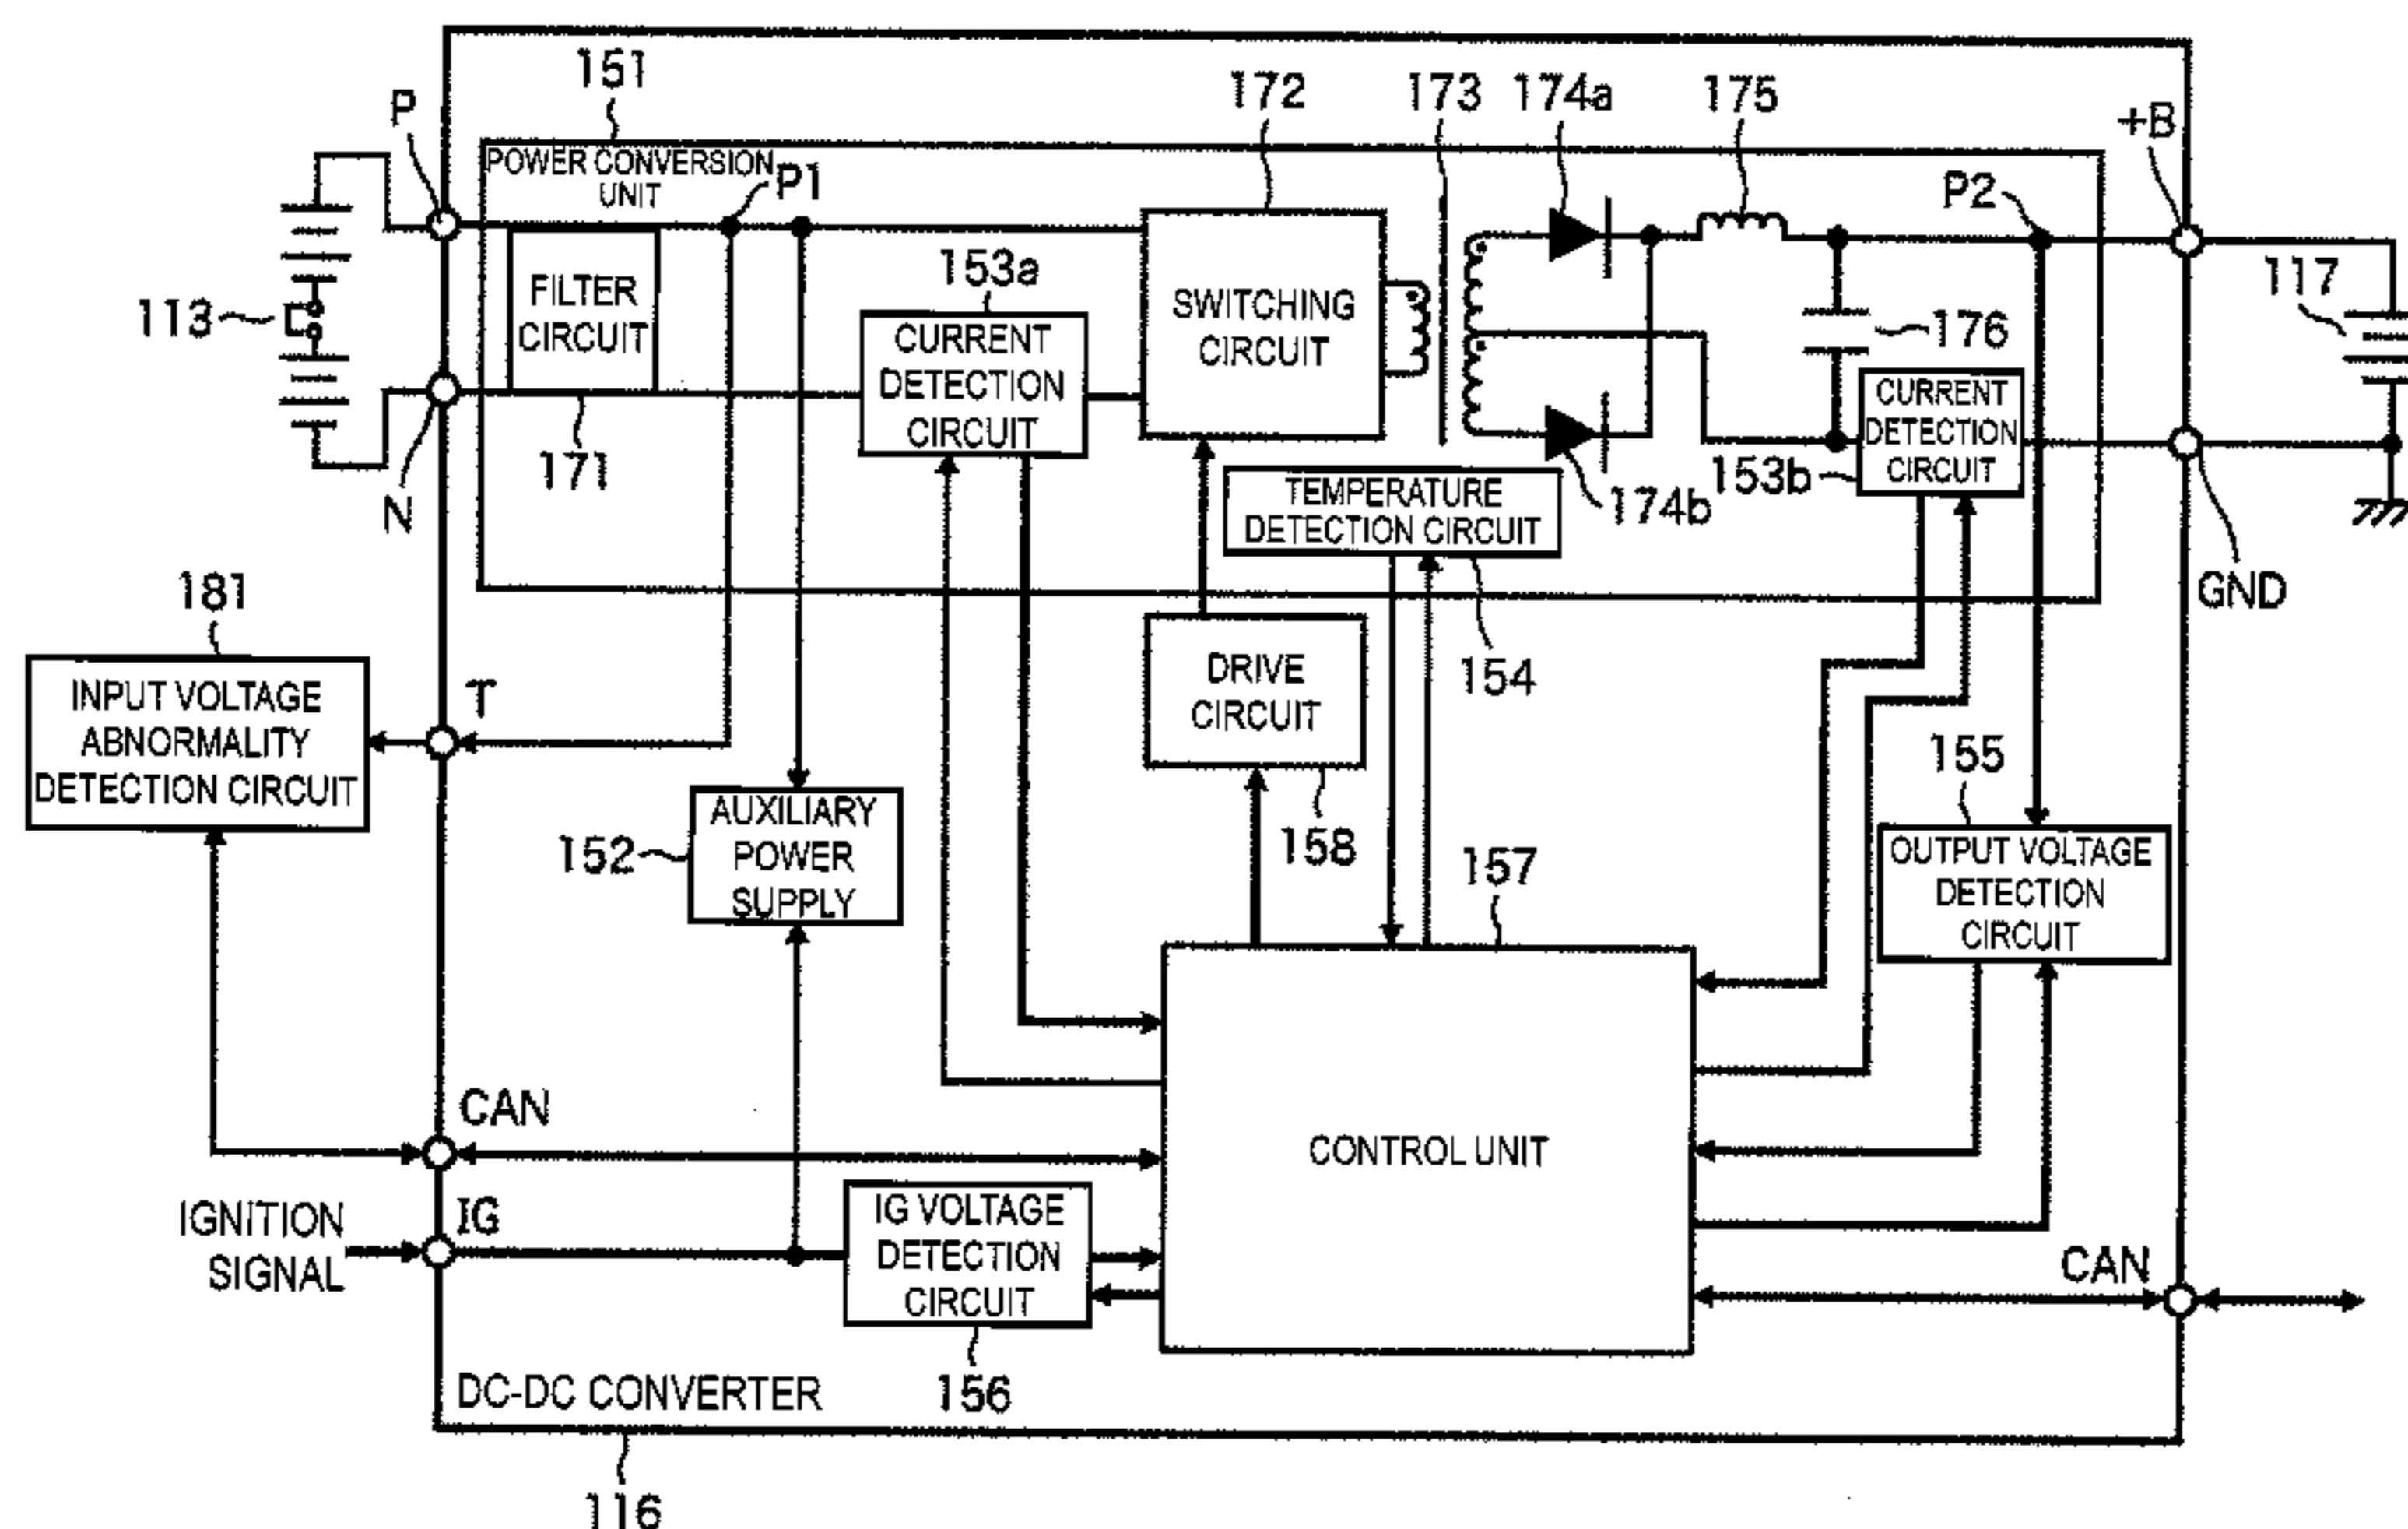 151
172
173
174a
175
P
+B
POWER CONVERSION
UNIT
P1
P2
153a
117
113
FILTER
CIRCUIT
CURRENT
DETECTION
CIRCUIT
SWITCHING
CIRCUIT
176
CURRENT
DETECTION
CIRCUIT
171
153b
N
TEMPERATURE
DETECTION CIRCUIT
174b
GND
181
154
DRIVE
CIRCUIT
INPUT VOLTAGE
ABNORMALITY
DETECTION CIRCUIT
T
155
AUXILIARY
POWER
SUPPLY
152
158
157
OUTPUT VOLTAGE
DETECTION
CIRCUIT
CAN
CONTROL UNIT
IGNITION
SIGNAL
IG
IG VOLTAGE
DETECTION
CIRCUIT
CAN
DC-DC CONVERTER
156
116